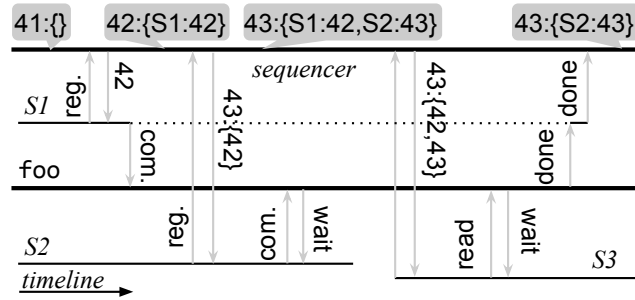 41:{} 42:{S1:42} 43:{S1:42,S2:43} 43:{S2:43}
sequencer
S1 reg. 42 com. 43:{42} 43:{42,43} done done
foo
S2 reg. com. wait read wait S3
timeline